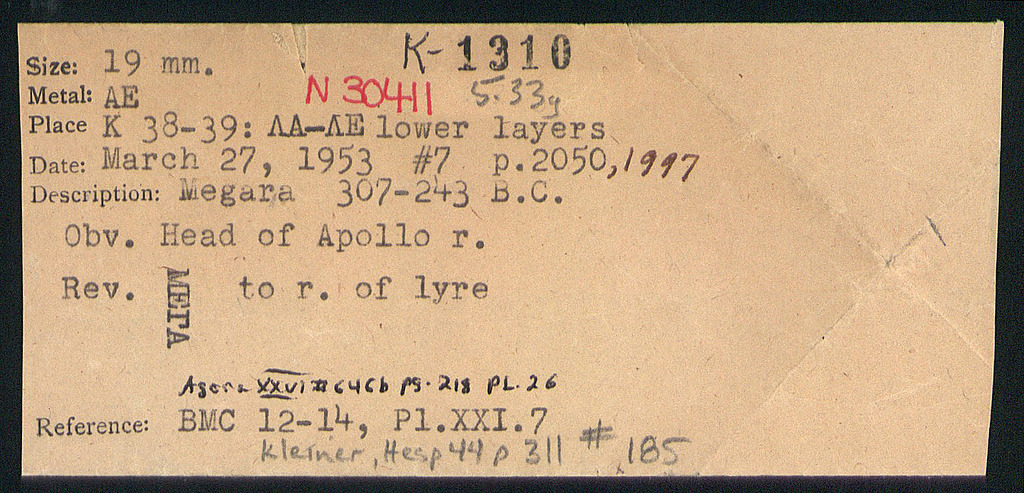 K-1310
Size: 19 mm.
N 30411 5.33g
Metal: AE
Place K 38-39: ΛΑ-ΛΕ lower layers
Date: March 27, 1953 #7 p.2050,1997
Description: Megara 307-243 B.C.
Obv. Head of Apollo r.
Rev. ΜΕΓΑ to r. of lyre
Agora XXVI #646b pg. 218 PL. 26
Reference: BMC 12-14, Pl.XXI.7
Kleiner, Hesp 44 p 311 # 185